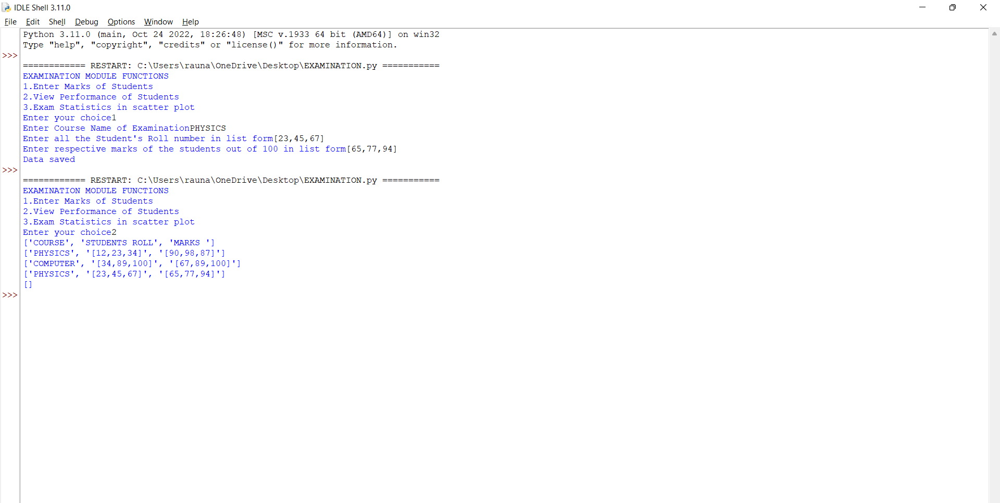 IDLE Shell 3.11.0
File Edit Shell Debug Options Window Help
Python 3.11.0 (main, Oct 24 2022, 18:26:48) [MSC v.1933 64 bit (AMD64)] on win32
Type "help", "copyright", "credits" or "license()" for more information.
>>>
============ RESTART: C:\Users\rauna\OneDrive\Desktop\EXAMINATION.py ===========
EXAMINATION MODULE FUNCTIONS
1.Enter Marks of Students
2.View Performance of Students
3.Exam Statistics in scatter plot
Enter your choice1
Enter Course Name of ExaminationPHYSICS
Enter all the Student's Roll number in list form[23,45,67]
Enter respective marks of the students out of 100 in list form[65,77,94]
Data saved
>>>
============ RESTART: C:\Users\rauna\OneDrive\Desktop\EXAMINATION.py ===========
EXAMINATION MODULE FUNCTIONS
1.Enter Marks of Students
2.View Performance of Students
3.Exam Statistics in scatter plot
Enter your choice2
['COURSE', 'STUDENTS ROLL', 'MARKS ']
['PHYSICS', '[12,23,34]', '[90,98,87]']
['COMPUTER', '[34,89,100]', '[67,89,100]']
['PHYSICS', '[23,45,67]', '[65,77,94]']
[]
>>>